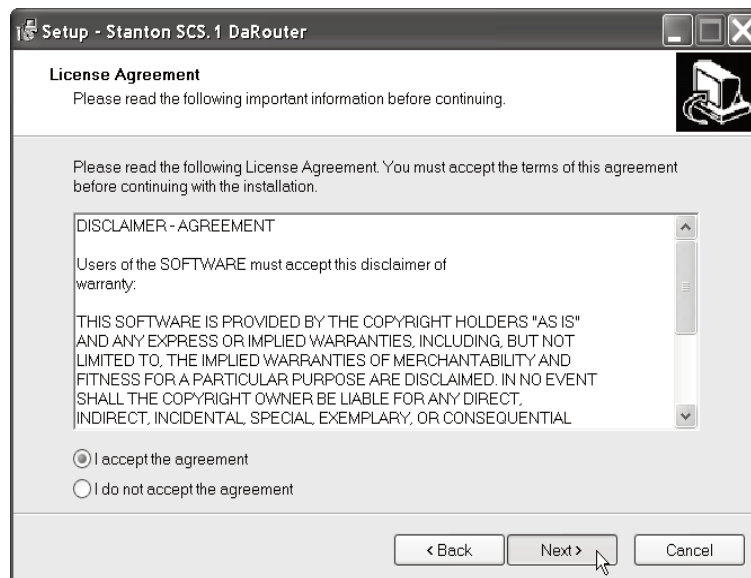 Setup - Stanton SCS.1 DaRouter
License Agreement
Please read the following important information before continuing.
Please read the following License Agreement. You must accept the terms of this agreement
before continuing with the installation.
DISCLAIMER - AGREEMENT
Users of the SOFTWARE must accept this disclaimer of
warranty:
THIS SOFTWARE IS PROVIDED BY THE COPYRIGHT HOLDERS "AS IS"
AND ANY EXPRESS OR IMPLIED WARRANTIES, INCLUDING, BUT NOT
LIMITED TO, THE IMPLIED WARRANTIES OF MERCHANTABILITY AND
FITNESS FOR A PARTICULAR PURPOSE ARE DISCLAIMED. IN NO EVENT
SHALL THE COPYRIGHT OWNER BE LIABLE FOR ANY DIRECT,
INDIRECT, INCIDENTAL, SPECIAL, EXEMPLARY, OR CONSEQUENTIAL
I accept the agreement
I do not accept the agreement
< Back
Next >
Cancel